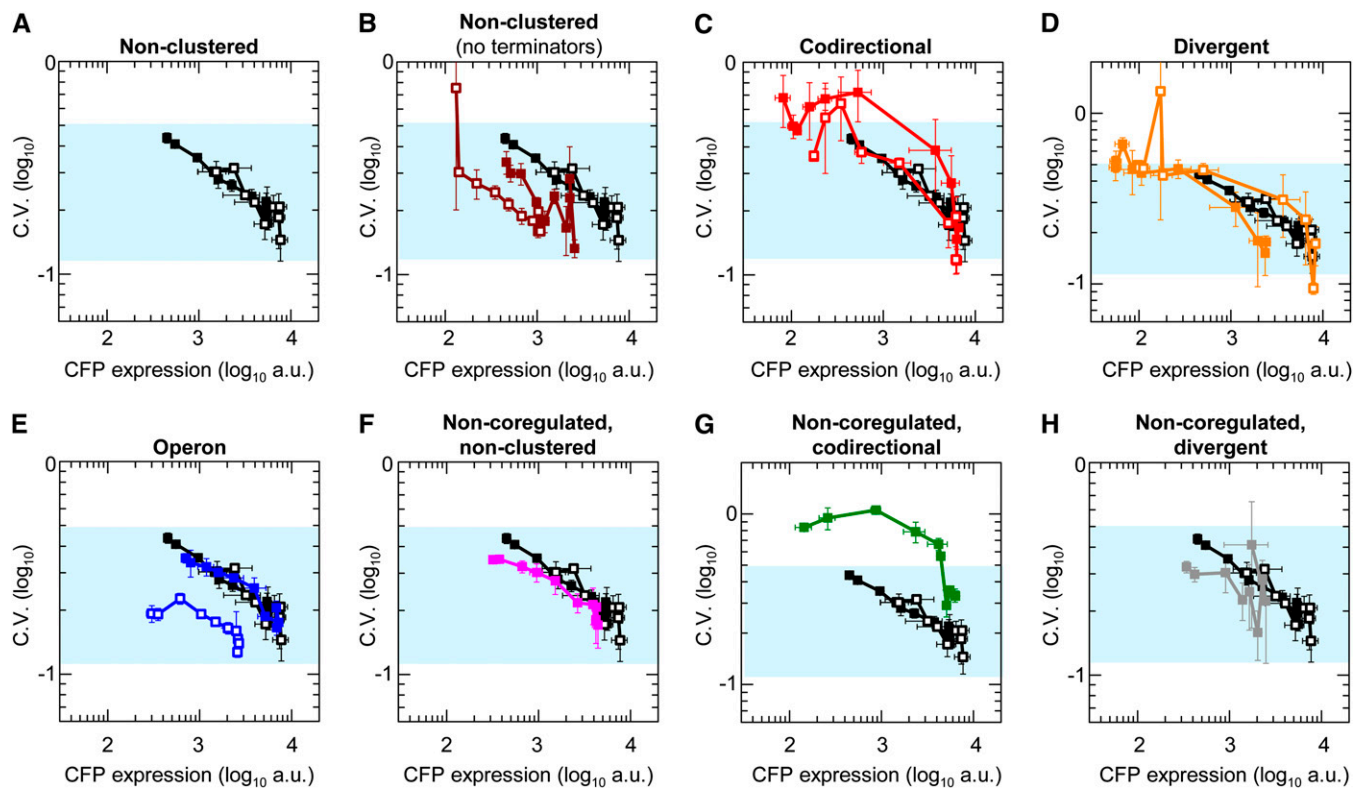 A
Non-clustered
0
C.V. (log10)
-1
2 3 4
CFP expression (log10 a.u.)
B
Non-clustered
(no terminators)
0
C.V. (log10)
-1
2 3 4
CFP expression (log10 a.u.)
C
Codirectional
0
C.V. (log10)
-1
2 3 4
CFP expression (log10 a.u.)
D
Divergent
0
C.V. (log10)
-1
2 3 4
CFP expression (log10 a.u.)
E
Operon
0
C.V. (log10)
-1
2 3 4
CFP expression (log10 a.u.)
F
Non-coregulated,
non-clustered
0
C.V. (log10)
-1
2 3 4
CFP expression (log10 a.u.)
G
Non-coregulated,
codirectional
0
C.V. (log10)
-1
2 3 4
CFP expression (log10 a.u.)
H
Non-coregulated,
divergent
0
C.V. (log10)
-1
2 3 4
CFP expression (log10 a.u.)